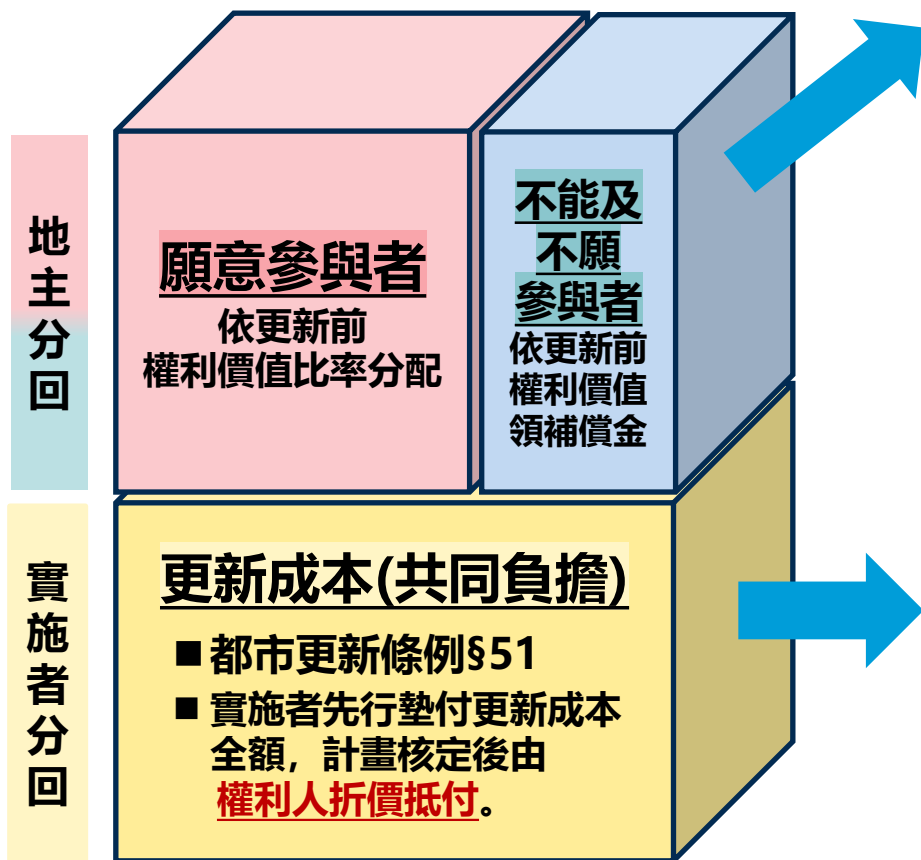 地主分回
願意參與者
依更新前
權利價值比率分配
不能及
不願
參與者
依更新前
權利價值
領補償金
實施者分回
更新成本(共同負擔)
■ 都市更新條例§51
■ 實施者先行墊付更新成本
全額，計畫核定後由
權利人折價抵付。